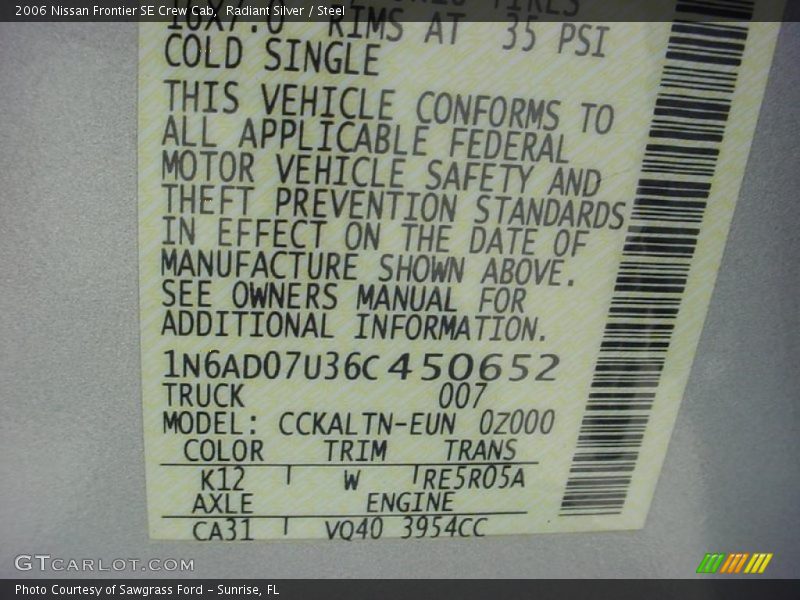 2006 Nissan Frontier SE Crew Cab, Radiant Silver / Steel
16X7.0 RIMS AT 35 PSI
COLD SINGLE
THIS VEHICLE CONFORMS TO
ALL APPLICABLE FEDERAL
MOTOR VEHICLE SAFETY AND
THEFT PREVENTION STANDARDS
IN EFFECT ON THE DATE OF
MANUFACTURE SHOWN ABOVE.
SEE OWNERS MANUAL FOR
ADDITIONAL INFORMATION.
1N6AD07U36C450652
TRUCK 007
MODEL: CCKALTN-EUN 0Z000
COLOR TRIM TRANS
K12 W RE5R05A
AXLE ENGINE
CA31 VQ40 3954CC
GTCARLOT.COM
Photo Courtesy of Sawgrass Ford - Sunrise, FL